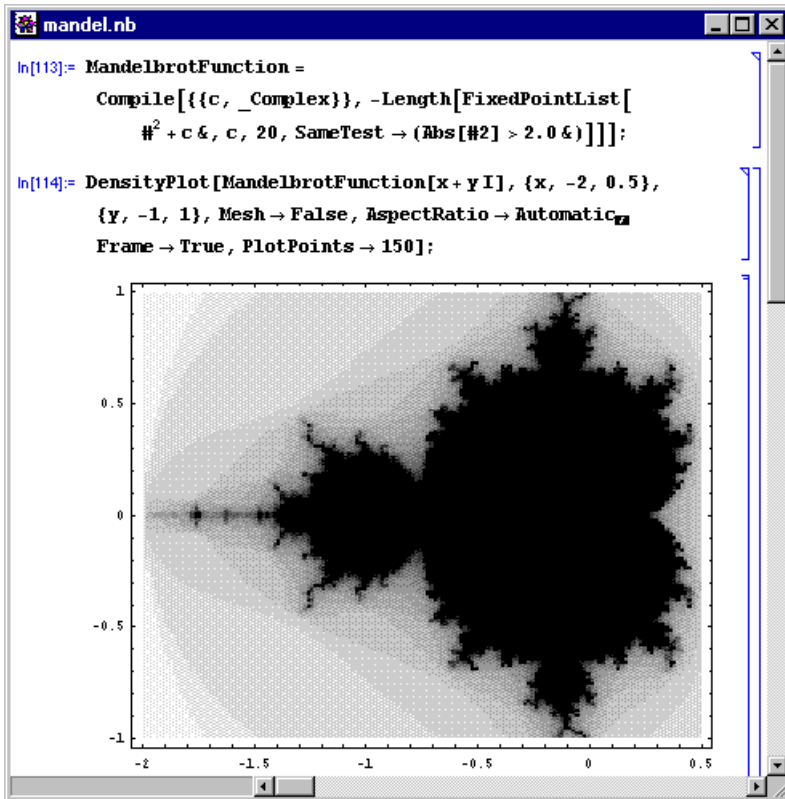 mandel.nb
In[113]:= MandelbrotFunction =
Compile[{{c, _Complex}}, -Length[FixedPointList[
#² + c &, c, 20, SameTest → (Abs[#2] > 2.0 &)]]];
In[114]:= DensityPlot[MandelbrotFunction[x + y I], {x, -2, 0.5},
{y, -1, 1}, Mesh → False, AspectRatio → Automatic,
Frame → True, PlotPoints → 150];
1
0.5
0
-0.5
-1
-2 -1.5 -1 -0.5 0 0.5